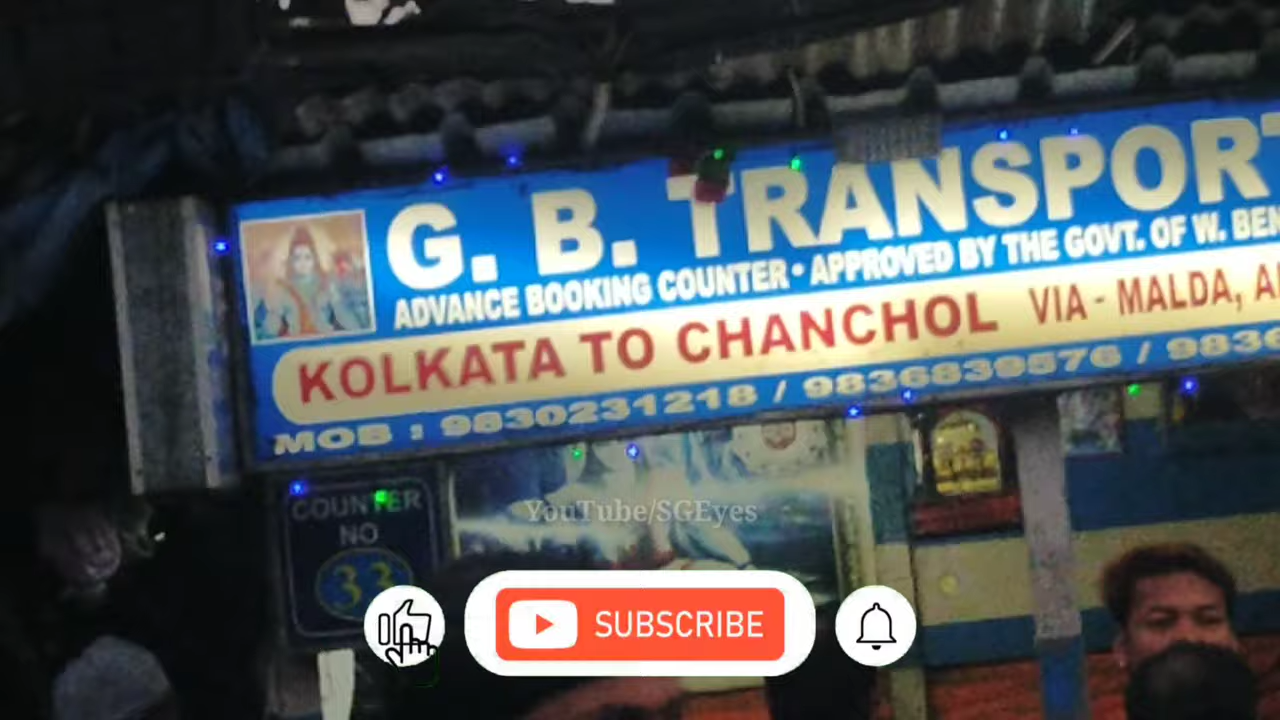 G. B. TRANSPORT
ADVANCE BOOKING COUNTER • APPROVED BY THE GOVT. OF W. BEN
KOLKATA TO CHANCHOL VIA - MALDA, A
MOB : 9830231218 / 9836839576 / 9836
COUNTER
NO
33
YouTube/SGEyes
SUBSCRIBE